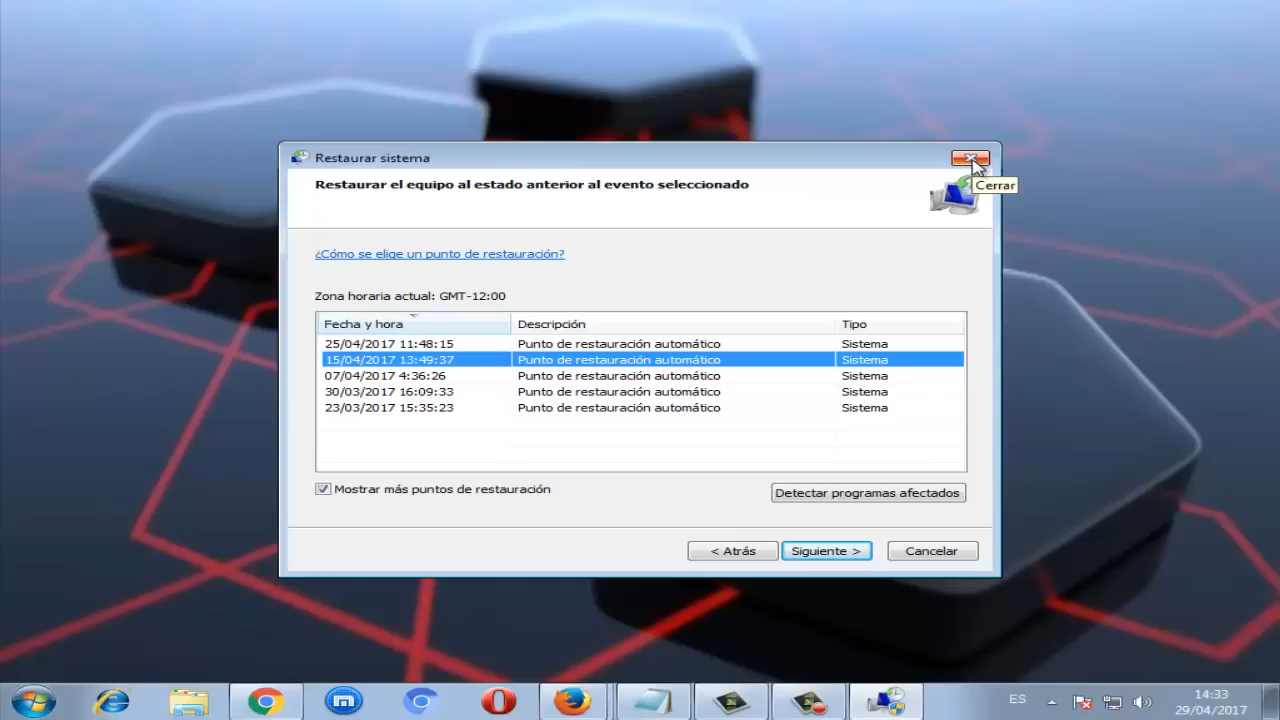 Restaurar sistema
Restaurar el equipo al estado anterior al evento seleccionado
Cerrar
¿Cómo se elige un punto de restauración?
Zona horaria actual: GMT-12:00
Fecha y hora Descripción Tipo
25/04/2017 11:48:15 Punto de restauración automático Sistema
15/04/2017 13:49:37 Punto de restauración automático Sistema
07/04/2017 4:36:26 Punto de restauración automático Sistema
30/03/2017 16:09:33 Punto de restauración automático Sistema
23/03/2017 15:35:23 Punto de restauración automático Sistema
Mostrar más puntos de restauración
Detectar programas afectados
< Atrás Siguiente > Cancelar
ES
14:33
29/04/2017